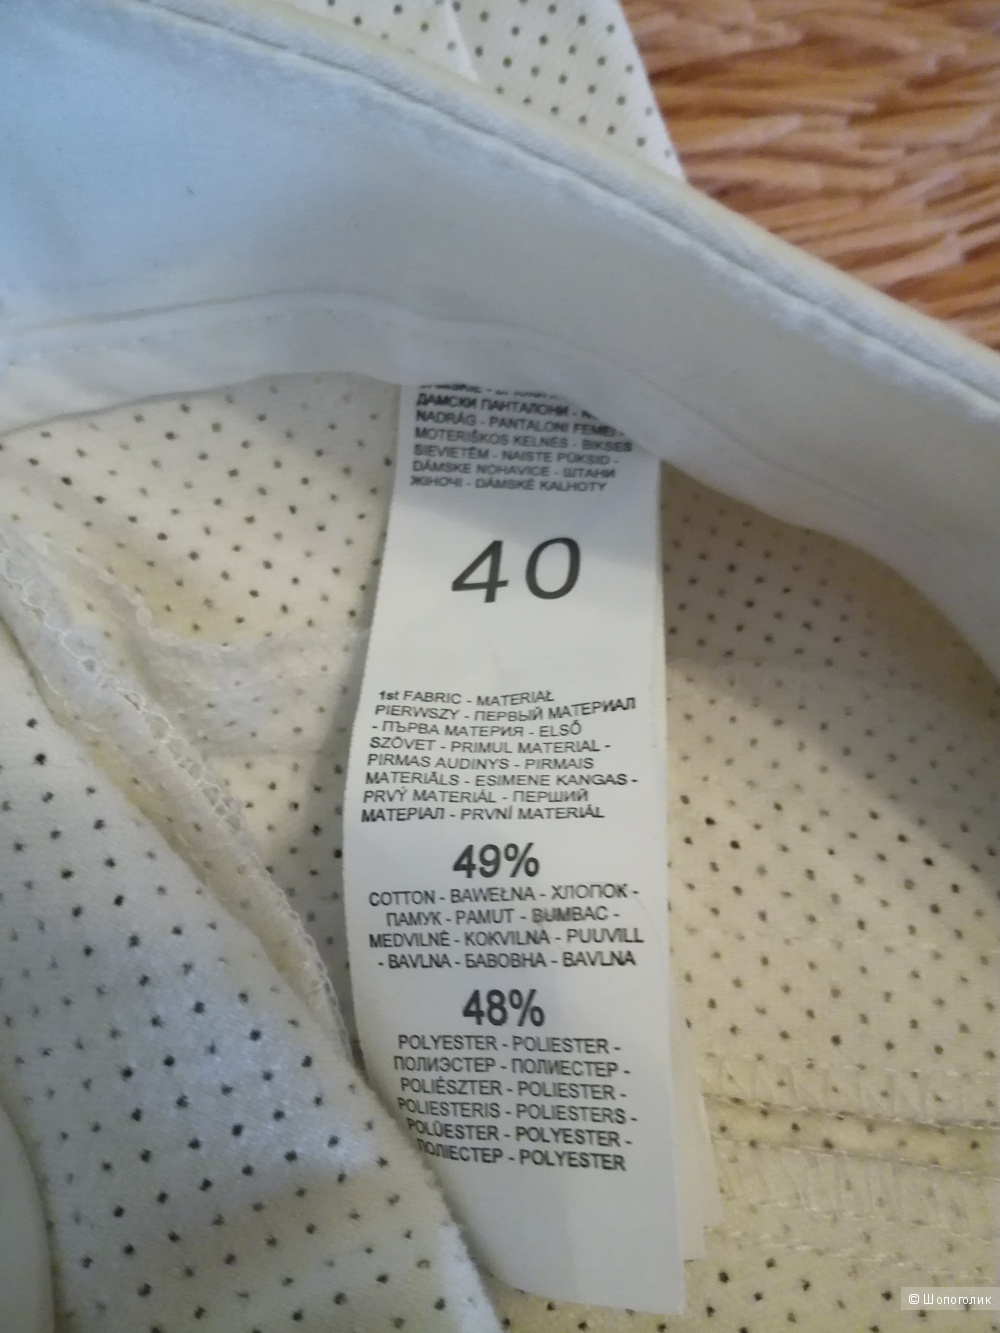 ДАМСКИ ПАНТАЛОНИ -
NADRÁG - PANTALONI FEMEI -
MOTERIŠKOS KELNĖS - BIKSES
SIEVIETĒM - NAISTE PÜKSID -
DÁMSKE NOHAVICE - ШТАНИ
ЖІНОЧІ - DÁMSKÉ KALHOTY
40
1st FABRIC - MATERIAŁ
PIERWSZY - ПЕРВЫЙ МАТЕРИАЛ
- ПЪРВА МАТЕРИЯ - ELSŐ
SZÖVET - PRIMUL MATERIAL -
PIRMAS AUDINYS - PIRMAIS
MATERIĀLS - ESIMENE KANGAS -
PRVÝ MATERIÁL - ПЕРШИЙ
МАТЕРІАЛ - PRVNÍ MATERIÁL
49%
COTTON - BAWEŁNA - ХЛОПОК -
ПАМУК - PAMUT - BUMBAC -
MEDVILNĖ - KOKVILNA - PUUVILL
- BAVLNA - БАВОВНА - BAVLNA
48%
POLYESTER - POLIESTER -
ПОЛИЭСТЕР - ПОЛИЕСТЕР -
POLIÉSZTER - POLIESTER -
POLIESTERIS - POLIESTERS -
POLÜESTER - POLYESTER -
ПОЛІЕСТЕР - POLYESTER
© Шопоголик